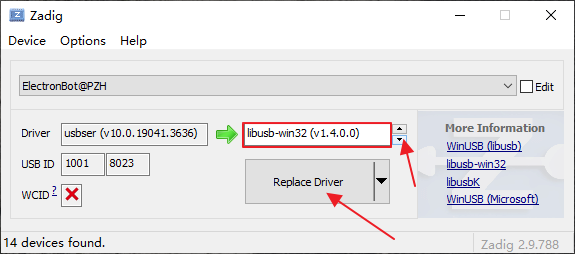 Zadig
Device Options Help
ElectronBot@PZH Edit
Driver usbser (v10.0.19041.3636) libusb-win32 (v1.4.0.0)
USB ID 1001 8023
WCID ?
Replace Driver
More Information
WinUSB (libusb)
libusb-win32
libusbK
WinUSB (Microsoft)
14 devices found. Zadig 2.9.788